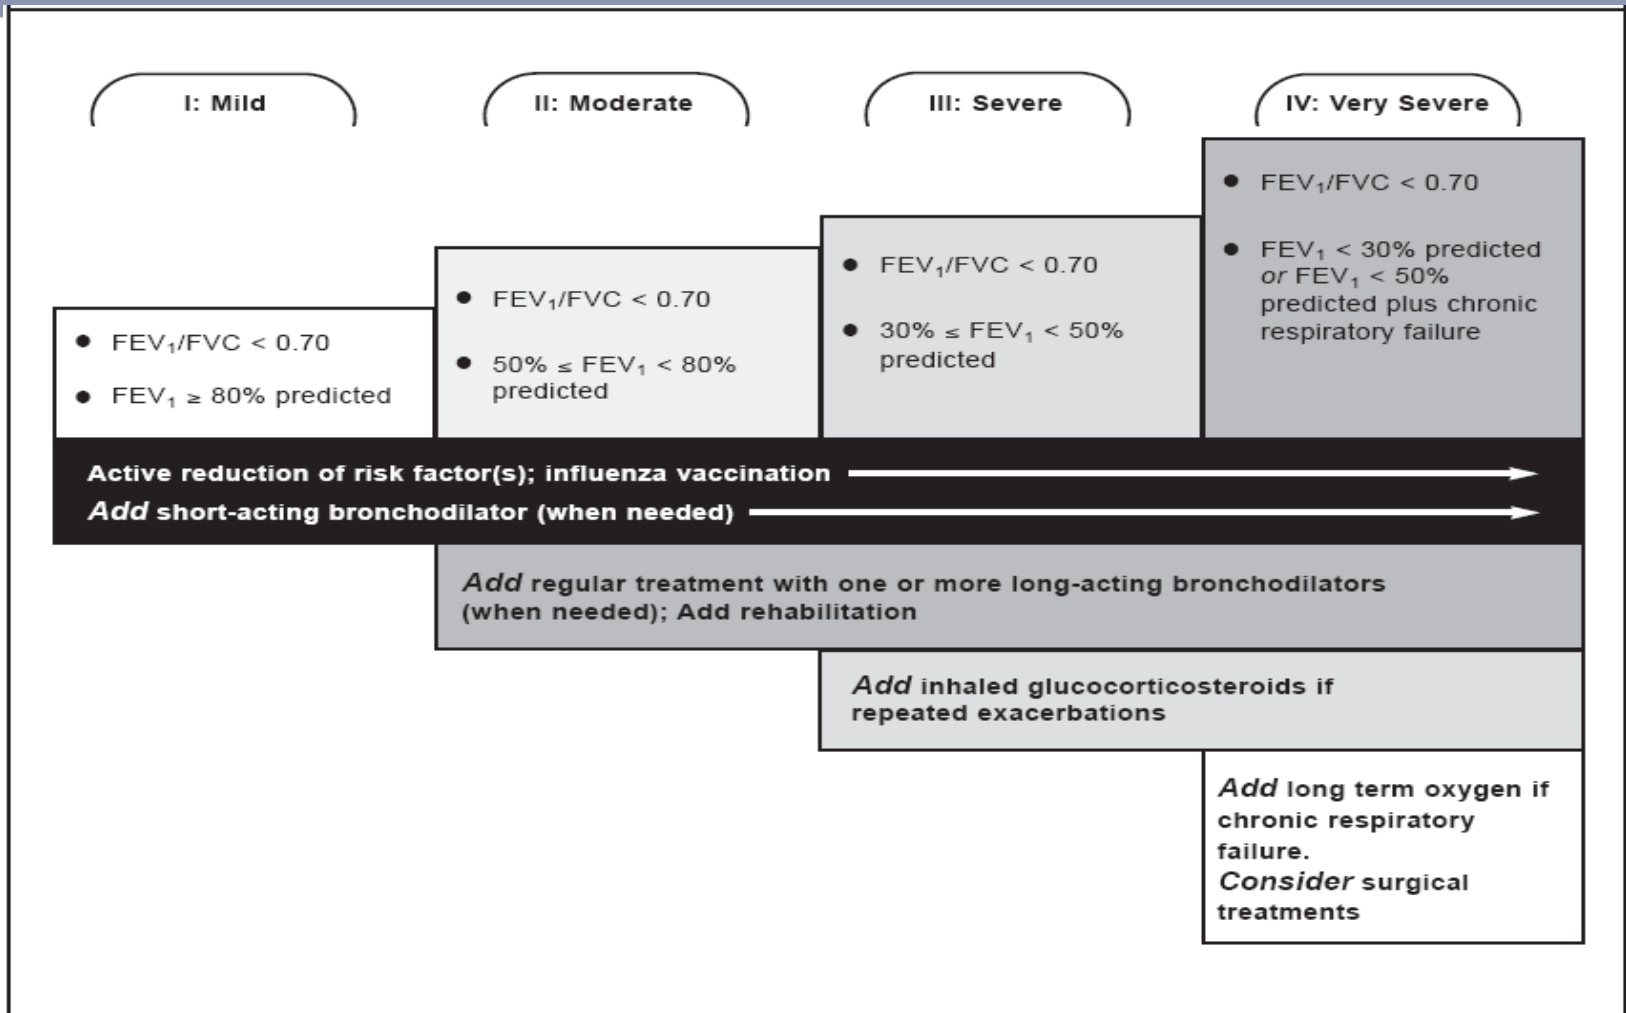 I: Mild
II: Moderate
III: Severe
IV: Very Severe
● FEV₁/FVC < 0.70
● FEV₁ ≥ 80% predicted
● FEV₁/FVC < 0.70
● 50% ≤ FEV₁ < 80%
predicted
● FEV₁/FVC < 0.70
● 30% ≤ FEV₁ < 50%
predicted
● FEV₁/FVC < 0.70
● FEV₁ < 30% predicted
or FEV₁ < 50%
predicted plus chronic
respiratory failure
Active reduction of risk factor(s); influenza vaccination
Add short-acting bronchodilator (when needed)
Add regular treatment with one or more long-acting bronchodilators
(when needed); Add rehabilitation
Add inhaled glucocorticosteroids if
repeated exacerbations
Add long term oxygen if
chronic respiratory
failure.
Consider surgical
treatments